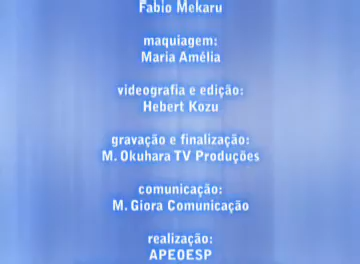 Fabio Mekaru
maquiagem:
Maria Amélia
videografia e edição:
Hebert Kozu
gravação e finalização:
M. Okuhara TV Produções
comunicação:
M. Giora Comunicação
realização:
APEOESP